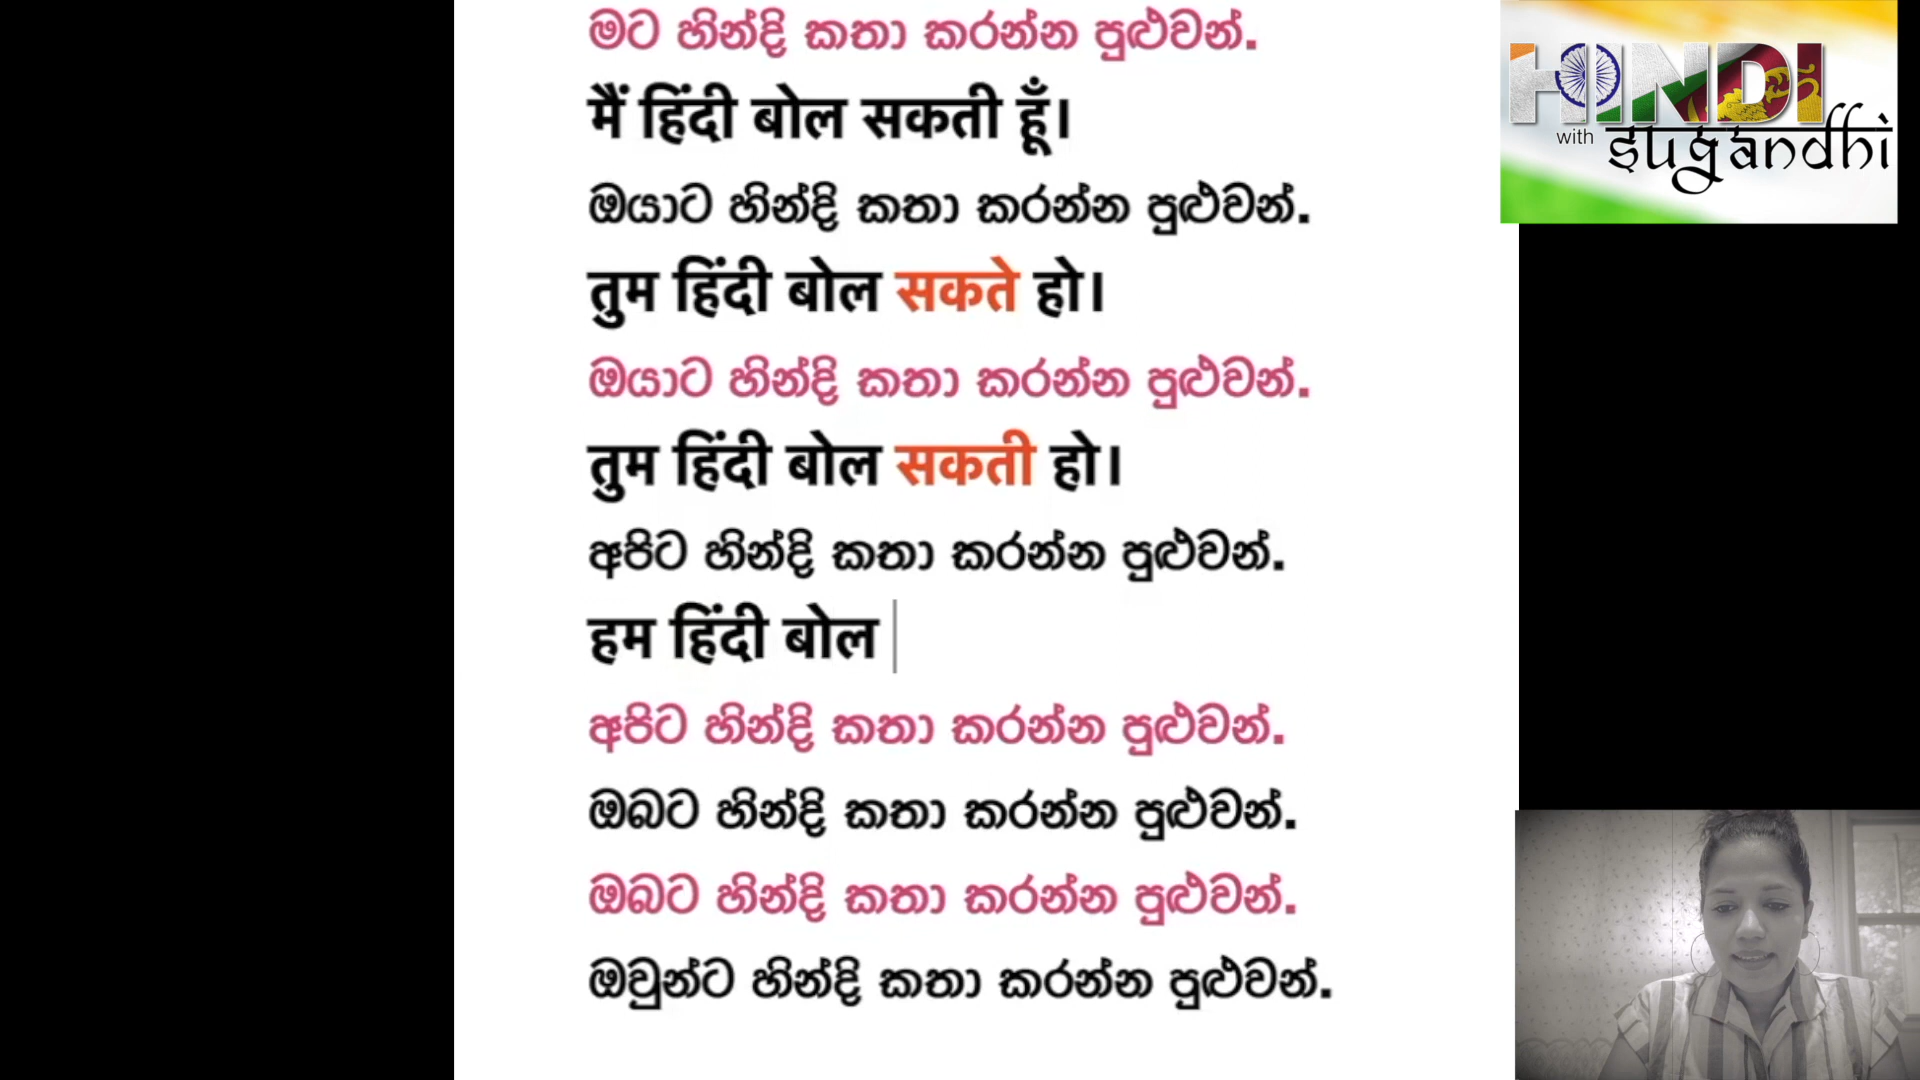 මට හින්දි කතා කරන්න පුළුවන්.
मैं हिंदी बोल सकती हूँ।
ඔයාට හින්දි කතා කරන්න පුළුවන්.
तुम हिंदी बोल सकते हो।
ඔයාට හින්දි කතා කරන්න පුළුවන්.
तुम हिंदी बोल सकती हो।
අපිට හින්දි කතා කරන්න පුළුවන්.
हम हिंदी बोल
අපිට හින්දි කතා කරන්න පුළුවන්.
ඔබට හින්දි කතා කරන්න පුළුවන්.
ඔබට හින්දි කතා කරන්න පුළුවන්.
ඔවුන්ට හින්දි කතා කරන්න පුළුවන්.
HINDI
with sugandhi